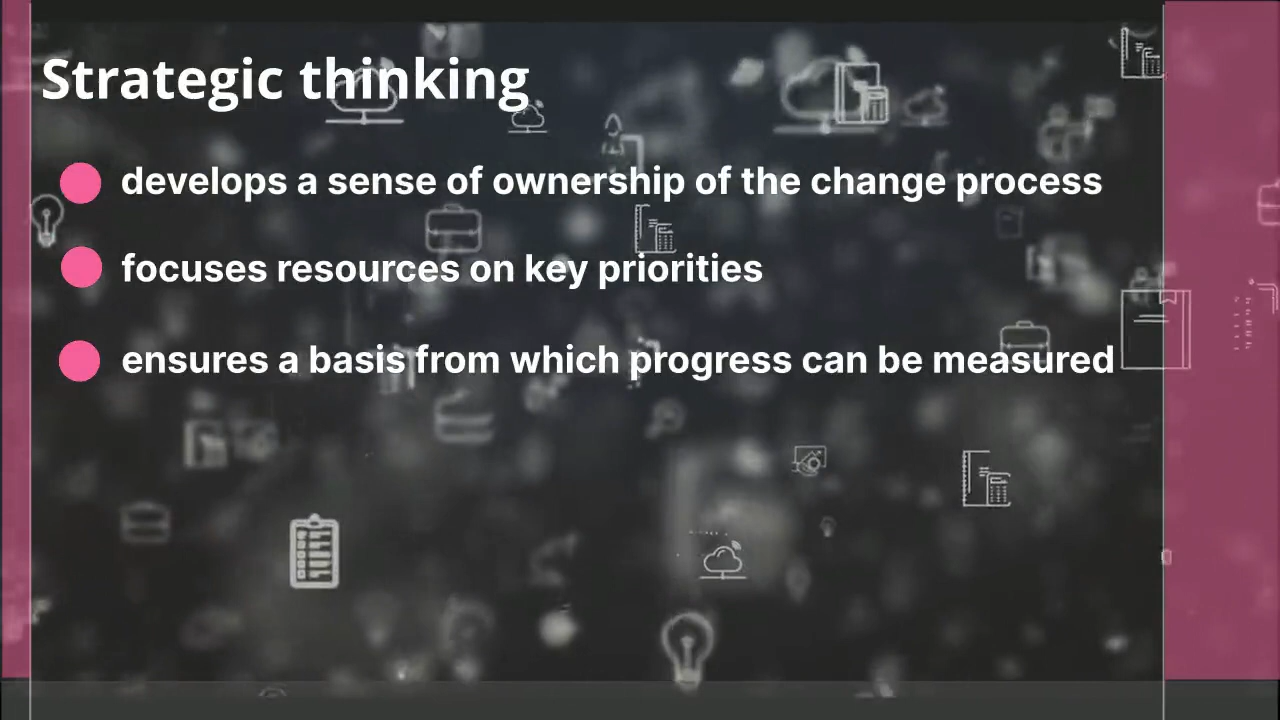 Strategic thinking
develops a sense of ownership of the change process
focuses resources on key priorities
ensures a basis from which progress can be measured